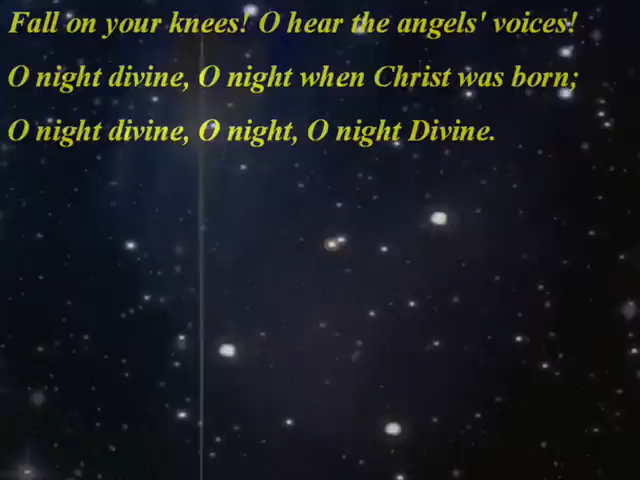 Fall on your knees! O hear the angels' voices!
O night divine, O night when Christ was born;
O night divine, O night, O night Divine.